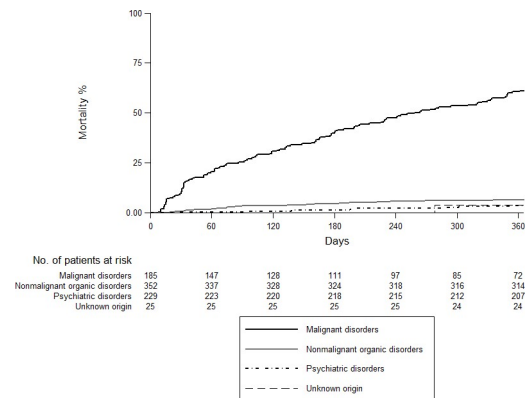 100
75
50
25
0.00
Mortality %
0 60 120 180 240 300 360
Days
No. of patients at risk
Malignant disorders 185 147 128 111 97 85 72
Nonmalignant organic disorders 352 337 328 324 318 316 314
Psychiatric disorders 229 223 220 218 215 212 207
Unknown origin 25 25 25 25 25 24 24
Malignant disorders
Nonmalignant organic disorders
Psychiatric disorders
Unknown origin